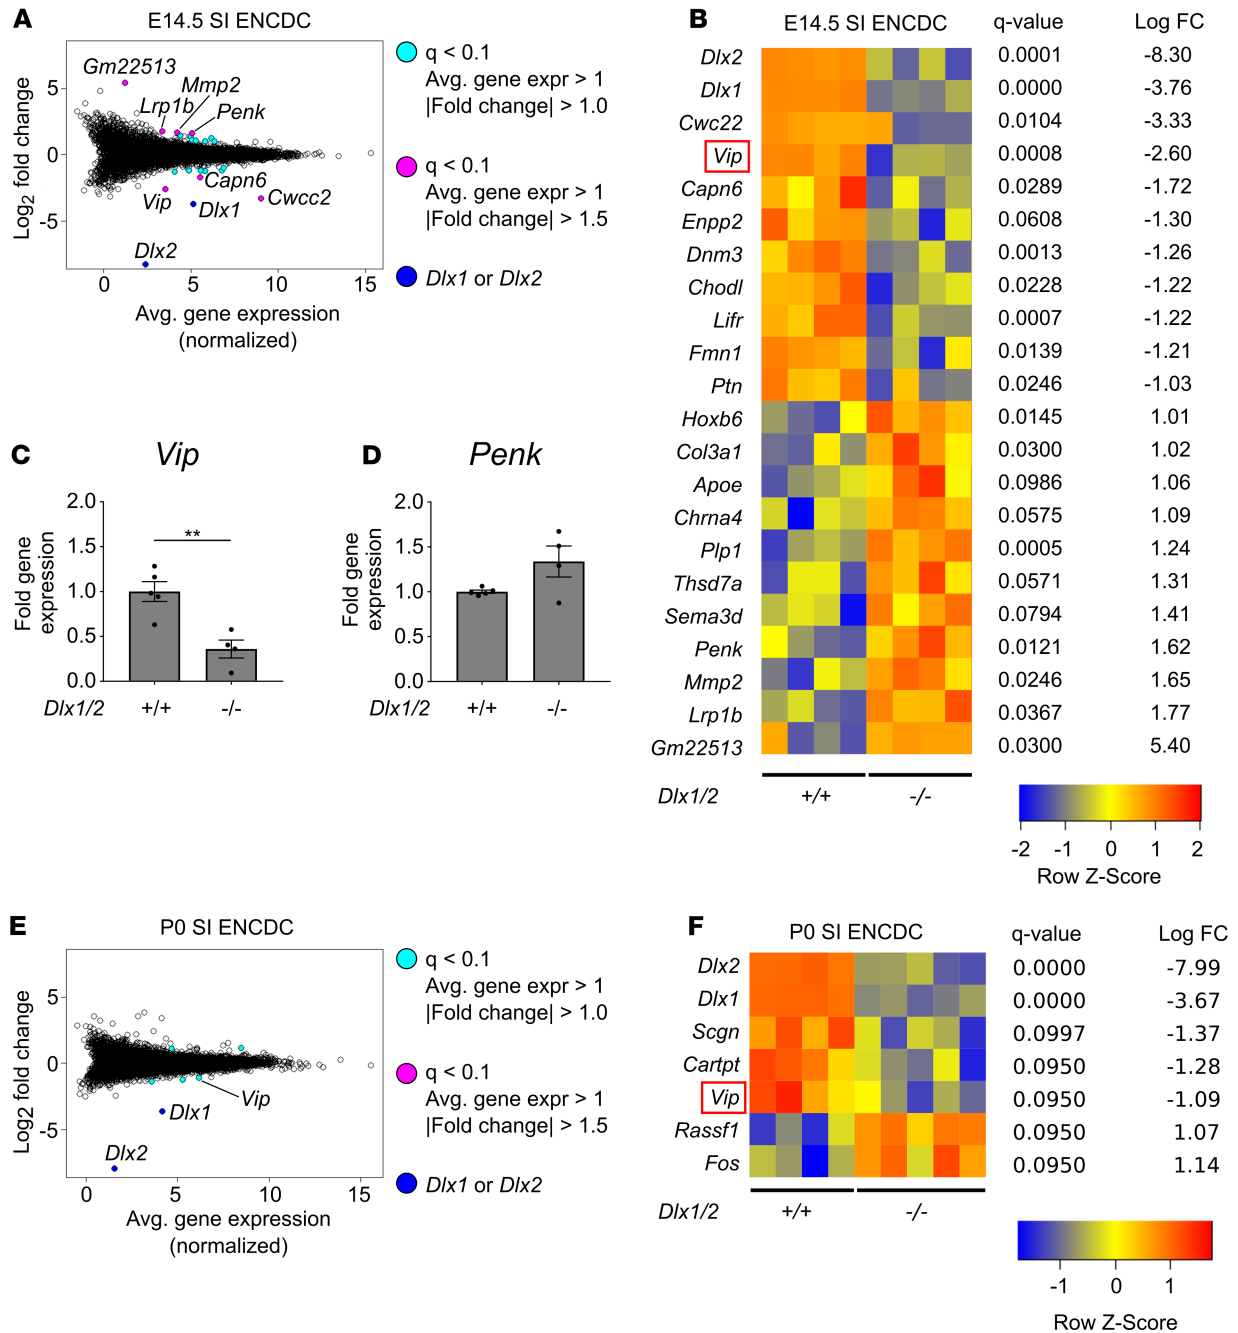 A
E14.5 SI ENCDC
Log2 fold change
5
0
-5
Gm22513
Mmp2
Lrp1b
Penk
Capn6
Vip
Dlx1
Cwcc2
Dlx2
0
5
10
15
Avg. gene expression
(normalized)
q < 0.1
Avg. gene expr > 1
|Fold change| > 1.0
q < 0.1
Avg. gene expr > 1
|Fold change| > 1.5
Dlx1 or Dlx2
B
E14.5 SI ENCDC q-value Log FC
Dlx2 0.0001 -8.30
Dlx1 0.0000 -3.76
Cwc22 0.0104 -3.33
Vip 0.0008 -2.60
Capn6 0.0289 -1.72
Enpp2 0.0608 -1.30
Dnm3 0.0013 -1.26
Chodl 0.0228 -1.22
Lifr 0.0007 -1.22
Fmn1 0.0139 -1.21
Ptn 0.0246 -1.03
Hoxb6 0.0145 1.01
Col3a1 0.0300 1.02
Apoe 0.0986 1.06
Chrna4 0.0575 1.09
Plp1 0.0005 1.24
Thsd7a 0.0571 1.31
Sema3d 0.0794 1.41
Penk 0.0121 1.62
Mmp2 0.0246 1.65
Lrp1b 0.0367 1.77
Gm22513 0.0300 5.40
Dlx1/2 +/+ -/-
-2 -1 0 1 2
Row Z-Score
C
Vip
Fold gene
expression
2.0
1.5
1.0
0.5
0.0
**
Dlx1/2 +/+ -/-
D
Penk
Fold gene
expression
2.0
1.5
1.0
0.5
0.0
Dlx1/2 +/+ -/-
E
P0 SI ENCDC
Log2 fold change
5
0
-5
Vip
Dlx1
Dlx2
0
5
10
15
Avg. gene expression
(normalized)
q < 0.1
Avg. gene expr > 1
|Fold change| > 1.0
q < 0.1
Avg. gene expr > 1
|Fold change| > 1.5
Dlx1 or Dlx2
F
P0 SI ENCDC q-value Log FC
Dlx2 0.0000 -7.99
Dlx1 0.0000 -3.67
Scgn 0.0997 -1.37
Cartpt 0.0950 -1.28
Vip 0.0950 -1.09
Rassf1 0.0950 1.07
Fos 0.0950 1.14
Dlx1/2 +/+ -/-
-1 0 1
Row Z-Score